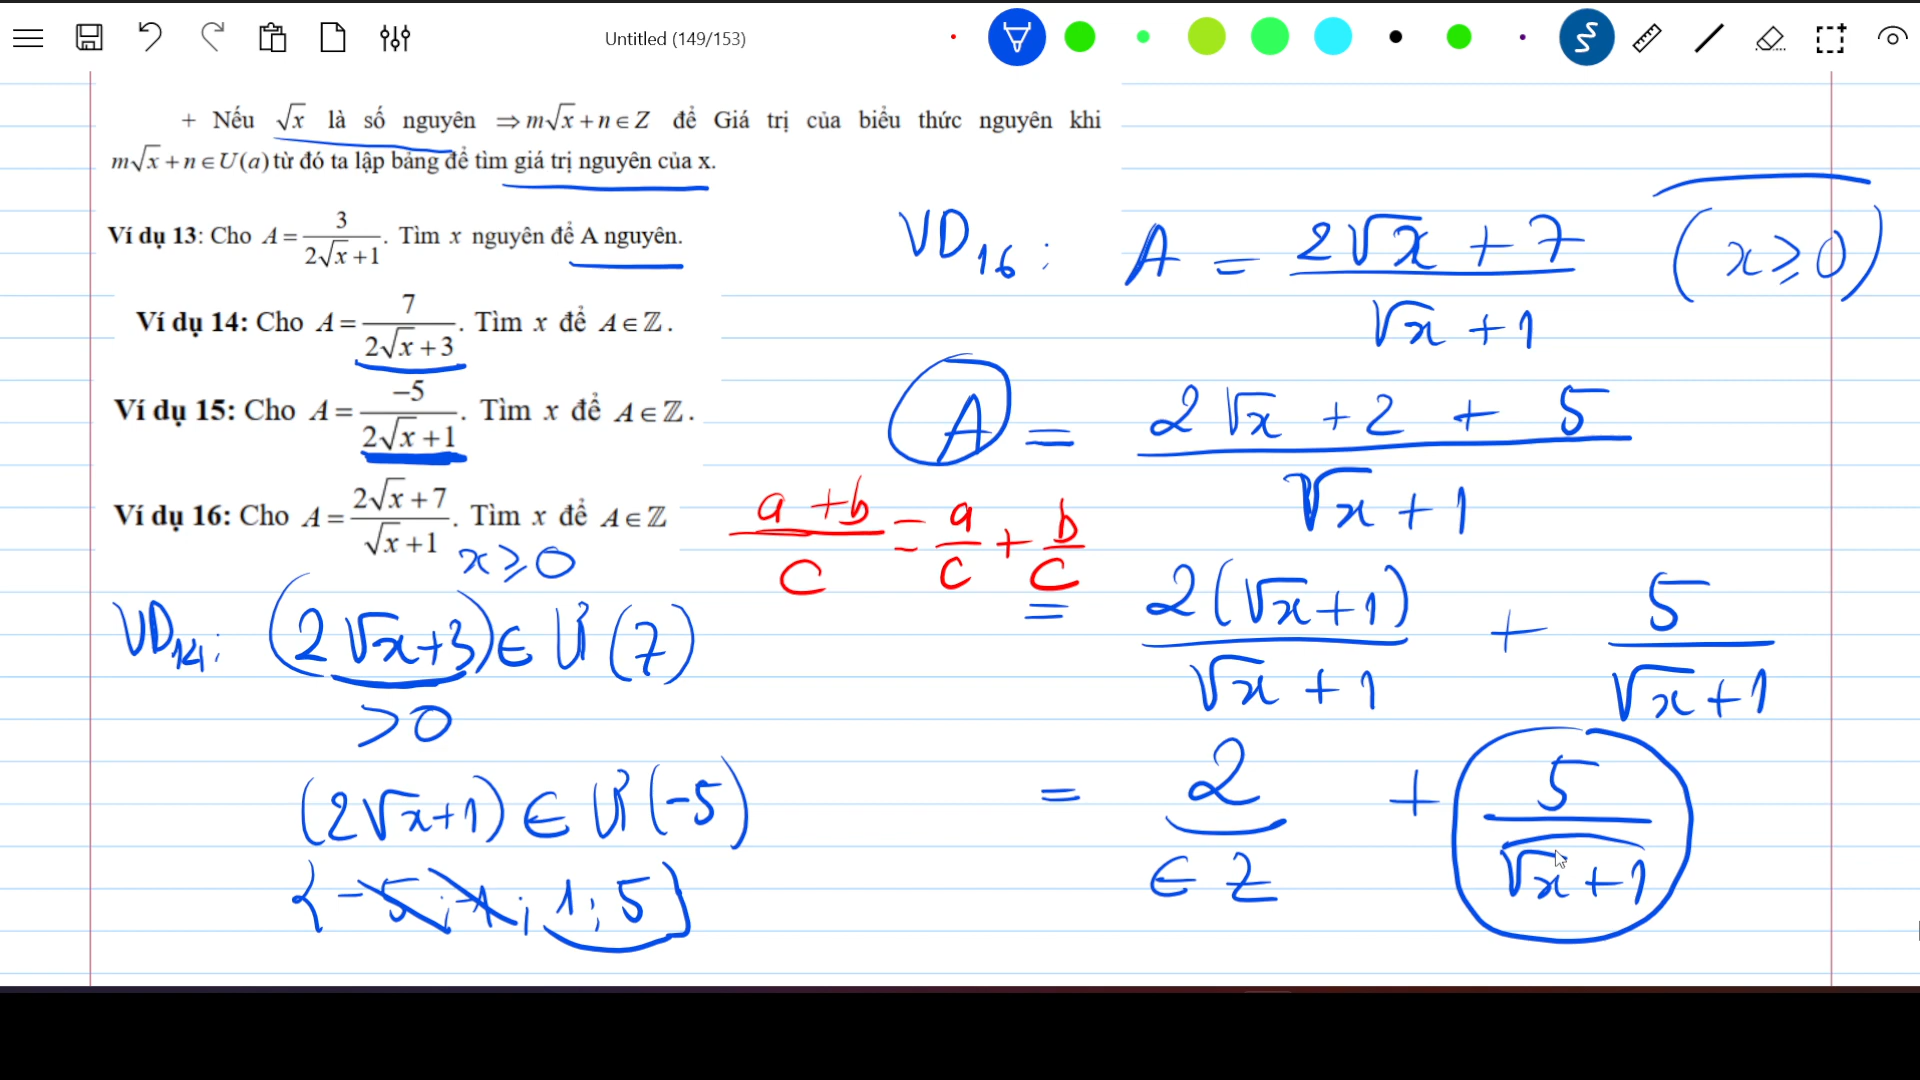 Untitled (149/153)
+ Nếu √x là số nguyên ⇒ m√x + n ∈ Z để Giá trị của biểu thức nguyên khi
m√x + n ∈ U(a) từ đó ta lập bảng để tìm giá trị nguyên của x.
Ví dụ 13: Cho A = 3/(2√x + 1). Tìm x nguyên để A nguyên.
Ví dụ 14: Cho A = 7/(2√x + 3). Tìm x để A ∈ ℤ.
Ví dụ 15: Cho A = −5/(2√x + 1). Tìm x để A ∈ ℤ.
Ví dụ 16: Cho A = (2√x + 7)/(√x + 1). Tìm x để A ∈ ℤ
x ≥ 0
VD14: (2√x + 3) ∈ Ư(7)
> 0
(2√x + 1) ∈ Ư(-5)
{-5; -1; 1; 5}
(a + b)/c = a/c + b/c
VD16: A = (2√x + 7)/(√x + 1) (x ≥ 0)
A = (2√x + 2 + 5)/(√x + 1)
= 2(√x + 1)/(√x + 1) + 5/(√x + 1)
= 2 + 5/(√x + 1)
∈ Z